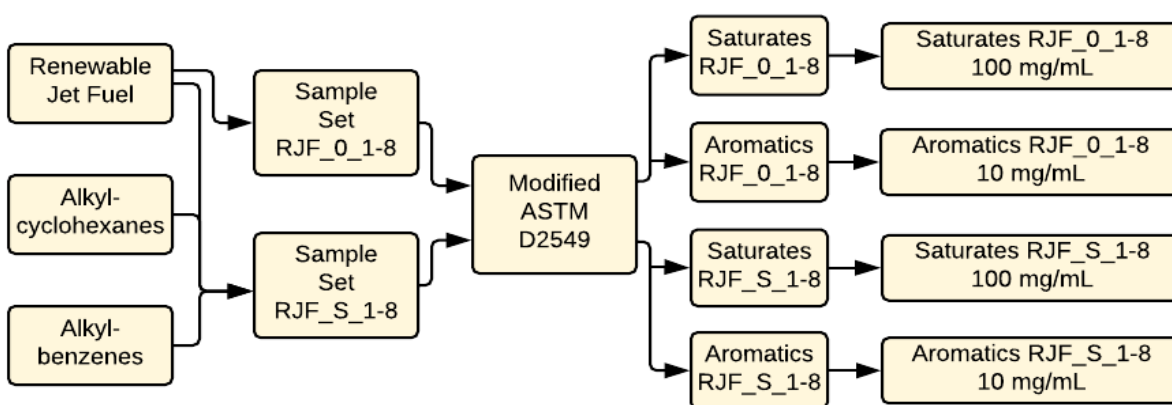 Renewable
Jet Fuel
Alkyl-
cyclohexanes
Alkyl-
benzenes
Sample
Set
RJF_0_1-8
Sample
Set
RJF_S_1-8
Modified
ASTM
D2549
Saturates
RJF_0_1-8
Aromatics
RJF_0_1-8
Saturates
RJF_S_1-8
Aromatics
RJF_S_1-8
Saturates RJF_0_1-8
100 mg/mL
Aromatics RJF_0_1-8
10 mg/mL
Saturates RJF_S_1-8
100 mg/mL
Aromatics RJF_S_1-8
10 mg/mL